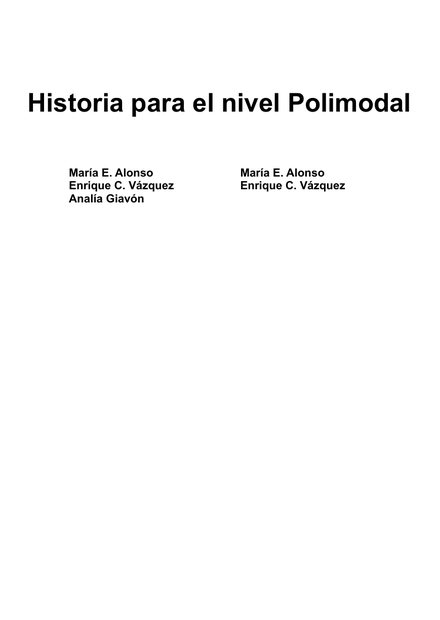 Historia para el nivel Polimodal
María E. Alonso
Enrique C. Vázquez
Analía Giavón
María E. Alonso
Enrique C. Vázquez